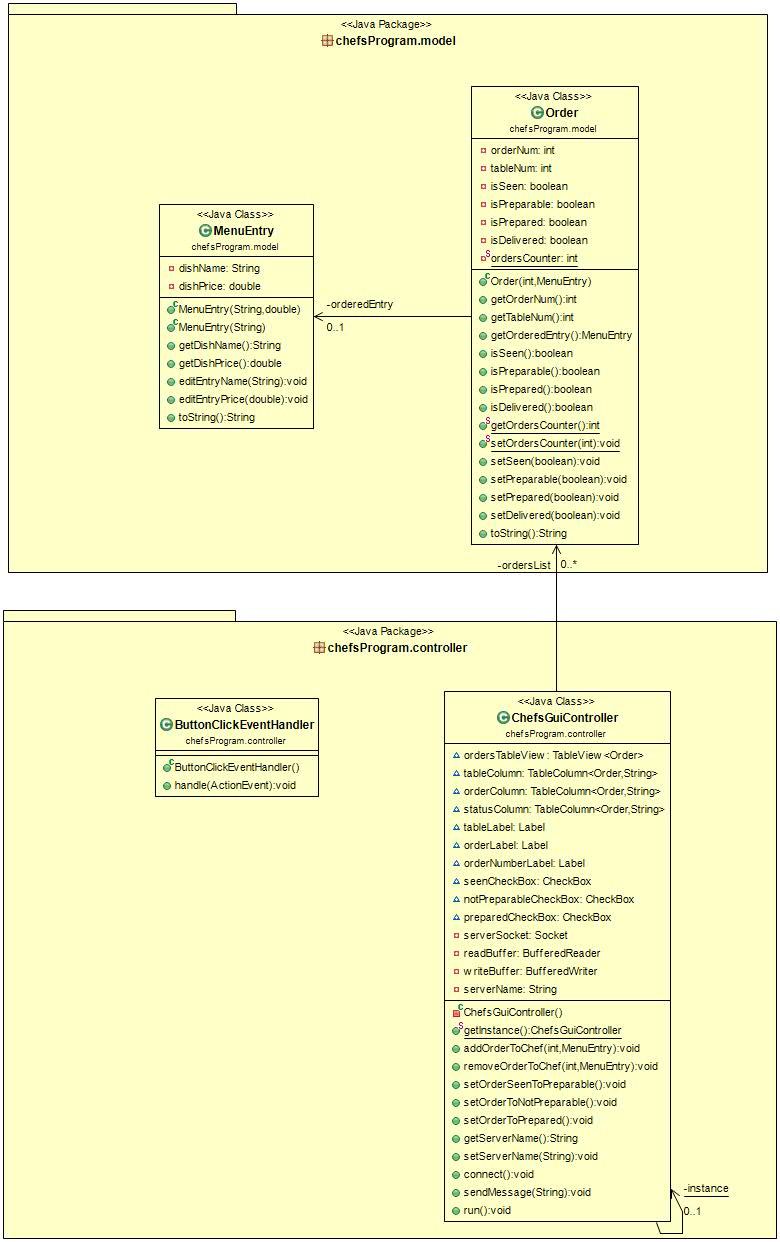 <<Java Package>>
chefsProgram.model
<<Java Class>>
Order
chefsProgram.model
orderNum: int
tableNum: int
isSeen: boolean
isPreparable: boolean
isPrepared: boolean
isDelivered: boolean
ordersCounter: int
Order(int,MenuEntry)
getOrderNum():int
getTableNum():int
getOrderedEntry():MenuEntry
isSeen():boolean
isPreparable():boolean
isPrepared():boolean
isDelivered():boolean
getOrdersCounter():int
setOrdersCounter(int):void
setSeen(boolean):void
setPreparable(boolean):void
setPrepared(boolean):void
setDelivered(boolean):void
toString():String
<<Java Class>>
MenuEntry
chefsProgram.model
dishName: String
dishPrice: double
MenuEntry(String,double)
MenuEntry(String)
getDishName():String
getDishPrice():double
editEntryName(String):void
editEntryPrice(double):void
toString():String
-orderedEntry
0..1
-ordersList 0..*
<<Java Package>>
chefsProgram.controller
<<Java Class>>
ButtonClickEventHandler
chefsProgram.controller
ButtonClickEventHandler()
handle(ActionEvent):void
<<Java Class>>
ChefsGuiController
chefsProgram.controller
ordersTableView: TableView<Order>
tableColumn: TableColumn<Order,String>
orderColumn: TableColumn<Order,String>
statusColumn: TableColumn<Order,String>
tableLabel: Label
orderLabel: Label
orderNumberLabel: Label
seenCheckBox: CheckBox
notPreparableCheckBox: CheckBox
preparedCheckBox: CheckBox
serverSocket: Socket
readBuffer: BufferedReader
writeBuffer: BufferedWriter
serverName: String
ChefsGuiController()
getInstance():ChefsGuiController
addOrderToChef(int,MenuEntry):void
removeOrderToChef(int,MenuEntry):void
setOrderSeenToPreparable():void
setOrderToNotPreparable():void
setOrderToPrepared():void
getServerName():String
setServerName(String):void
connect():void
sendMessage(String):void
run():void
-instance
0..1